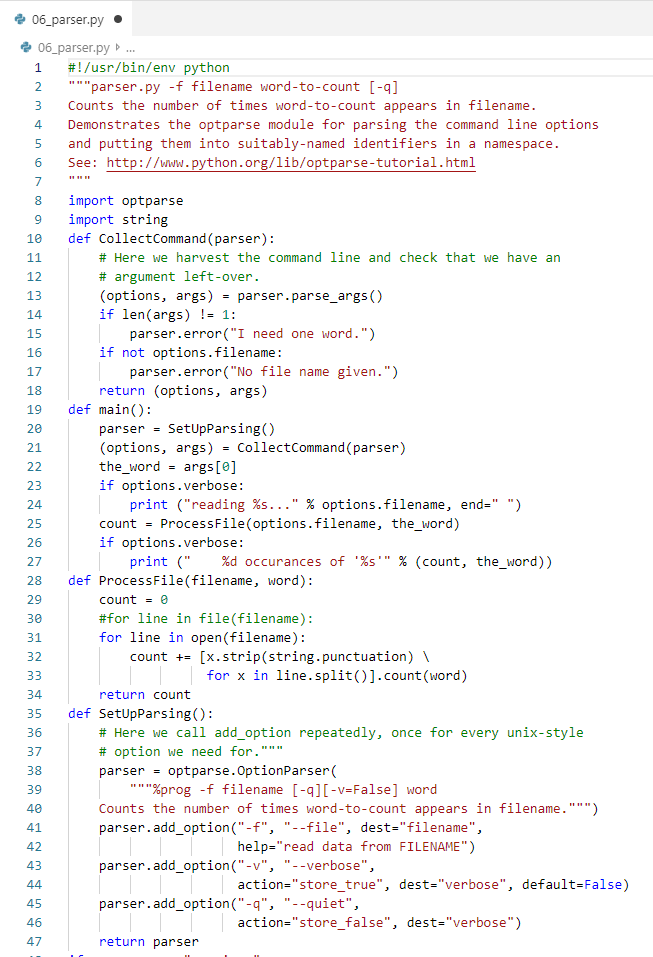 06_parser.py ●
06_parser.py ▸ ...
1 #!/usr/bin/env python
2 """parser.py -f filename word-to-count [-q]
3 Counts the number of times word-to-count appears in filename.
4 Demonstrates the optparse module for parsing the command line options
5 and putting them into suitably-named identifiers in a namespace.
6 See: http://www.python.org/lib/optparse-tutorial.html
7 """
8 import optparse
9 import string
10 def CollectCommand(parser):
11     # Here we harvest the command line and check that we have an
12     # argument left-over.
13     (options, args) = parser.parse_args()
14     if len(args) != 1:
15         parser.error("I need one word.")
16     if not options.filename:
17         parser.error("No file name given.")
18     return (options, args)
19 def main():
20     parser = SetUpParsing()
21     (options, args) = CollectCommand(parser)
22     the_word = args[0]
23     if options.verbose:
24         print ("reading %s..." % options.filename, end=" ")
25     count = ProcessFile(options.filename, the_word)
26     if options.verbose:
27         print ("    %d occurances of '%s'" % (count, the_word))
28 def ProcessFile(filename, word):
29     count = 0
30     #for line in file(filename):
31     for line in open(filename):
32         count += [x.strip(string.punctuation) \
33                   for x in line.split()].count(word)
34     return count
35 def SetUpParsing():
36     # Here we call add_option repeatedly, once for every unix-style
37     # option we need for."""
38     parser = optparse.OptionParser(
39         """%prog -f filename [-q][-v=False] word
40     Counts the number of times word-to-count appears in filename.""")
41     parser.add_option("-f", "--file", dest="filename",
42                       help="read data from FILENAME")
43     parser.add_option("-v", "--verbose",
44                       action="store_true", dest="verbose", default=False)
45     parser.add_option("-q", "--quiet",
46                       action="store_false", dest="verbose")
47     return parser